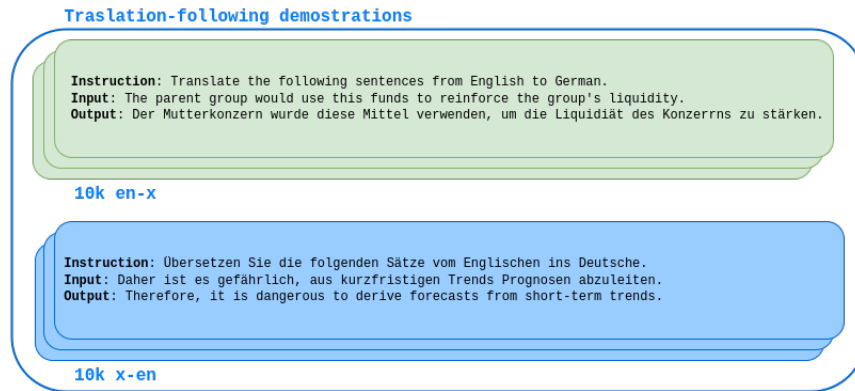 Traslation-following demostrations
Instruction: Translate the following sentences from English to German.
Input: The parent group would use this funds to reinforce the group's liquidity.
Output: Der Mutterkonzern wurde diese Mittel verwenden, um die Liquidiät des Konzerrns zu stärken.
10k en-x
Instruction: Übersetzen Sie die folgenden Sätze vom Englischen ins Deutsche.
Input: Daher ist es gefährlich, aus kurzfristigen Trends Prognosen abzuleiten.
Output: Therefore, it is dangerous to derive forecasts from short-term trends.
10k x-en